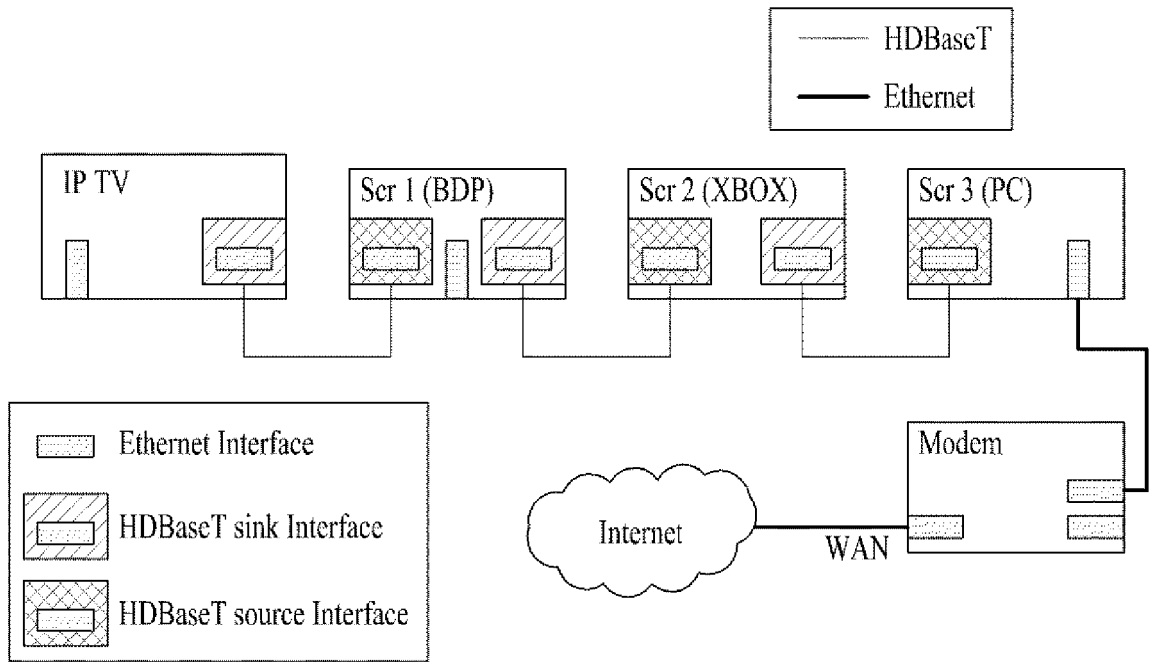 HDBaseT
Ethernet
IP TV
Scr 1 (BDP)
Scr 2 (XBOX)
Scr 3 (PC)
Ethernet Interface
HDBaseT sink Interface
HDBaseT source Interface
Modem
Internet
WAN